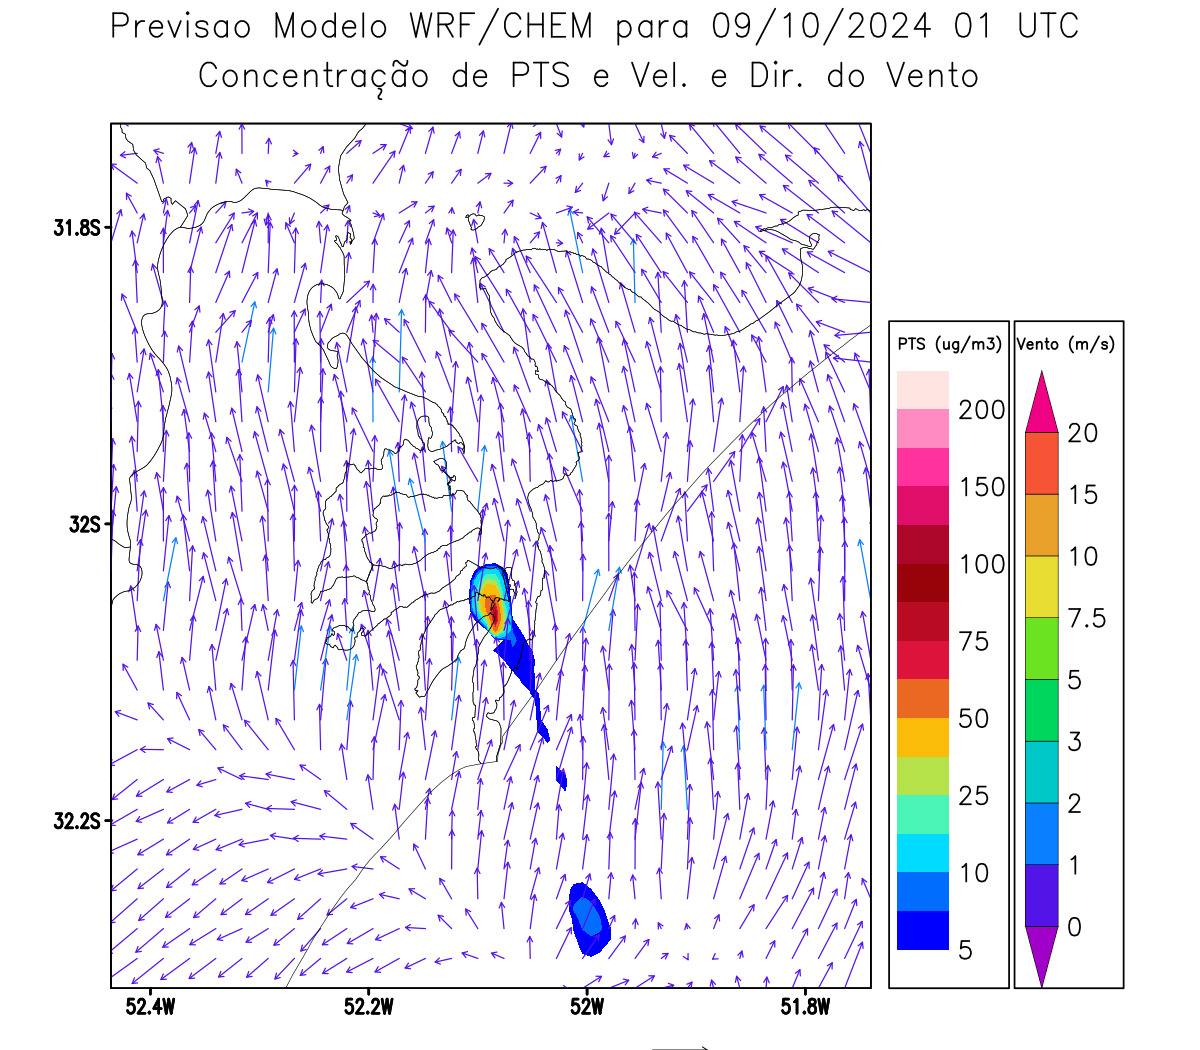 Previsao Modelo WRF/CHEM para 09/10/2024 01 UTC
Concentração de PTS e Vel. e Dir. do Vento
31.8S
32S
32.2S
52.4W
52.2W
52W
51.8W
PTS (ug/m3)
200
150
100
75
50
25
10
5
Vento (m/s)
20
15
10
7.5
5
3
2
1
0